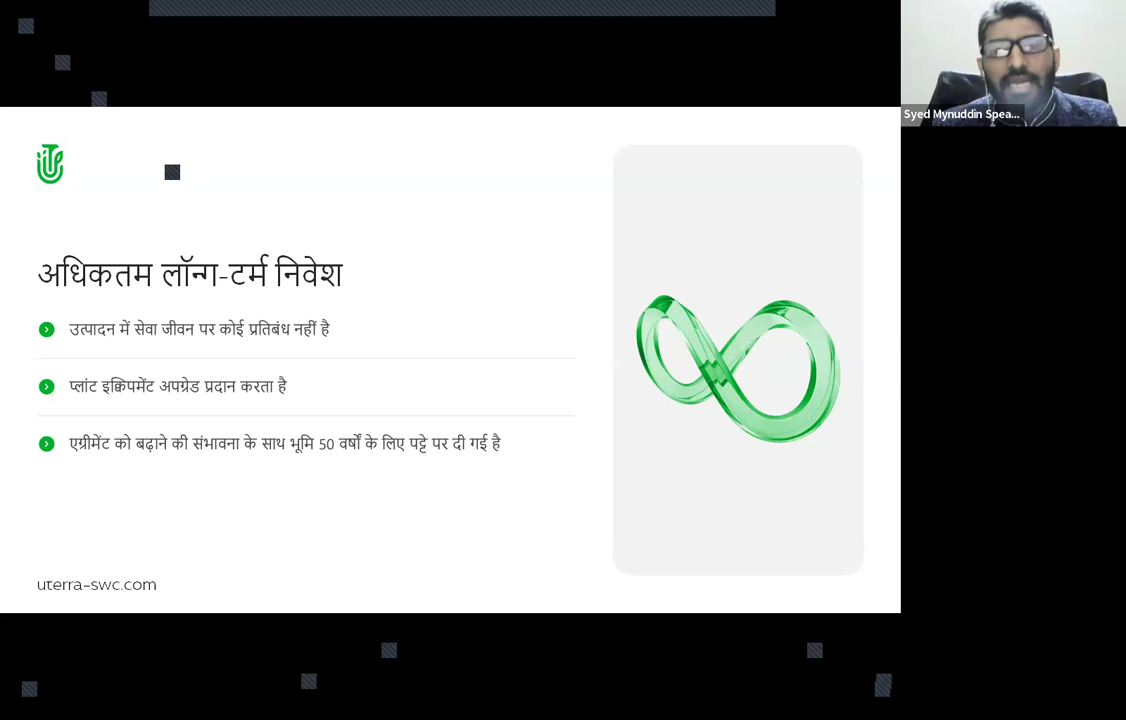 Syed Mynuddin Spea...
अधिकतम लॉन्ग-टर्म निवेश
उत्पादन में सेवा जीवन पर कोई प्रतिबंध नहीं है
प्लांट इक्विपमेंट अपग्रेड प्रदान करता है
एग्रीमेंट को बढ़ाने की संभावना के साथ भूमि 50 वर्षों के लिए पट्टे पर दी गई है
uterra-swc.com